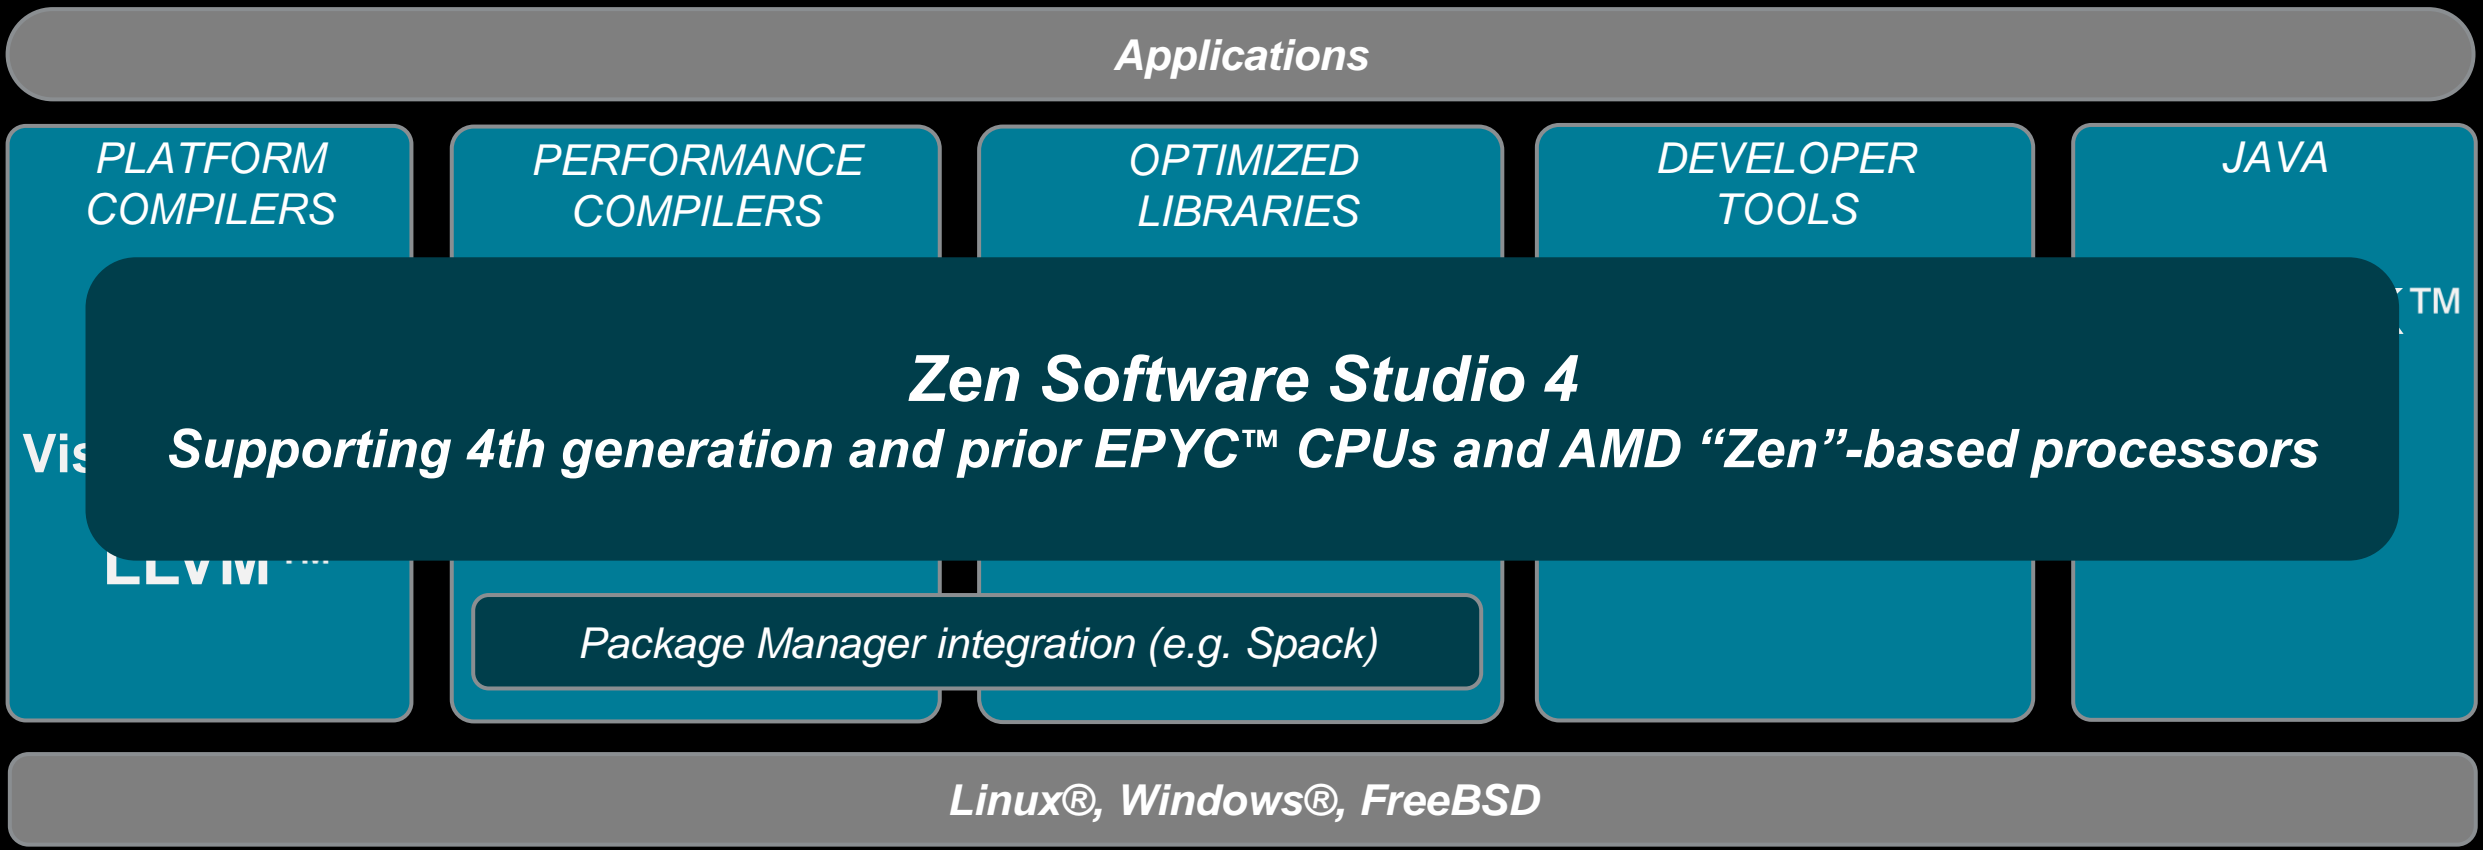 Applications
PLATFORM
COMPILERS
PERFORMANCE
COMPILERS
OPTIMIZED
LIBRARIES
DEVELOPER
TOOLS
JAVA
Zen Software Studio 4
Supporting 4th generation and prior EPYC™ CPUs and AMD “Zen”-based processors
LLVM™
Package Manager integration (e.g. Spack)
Linux®, Windows®, FreeBSD